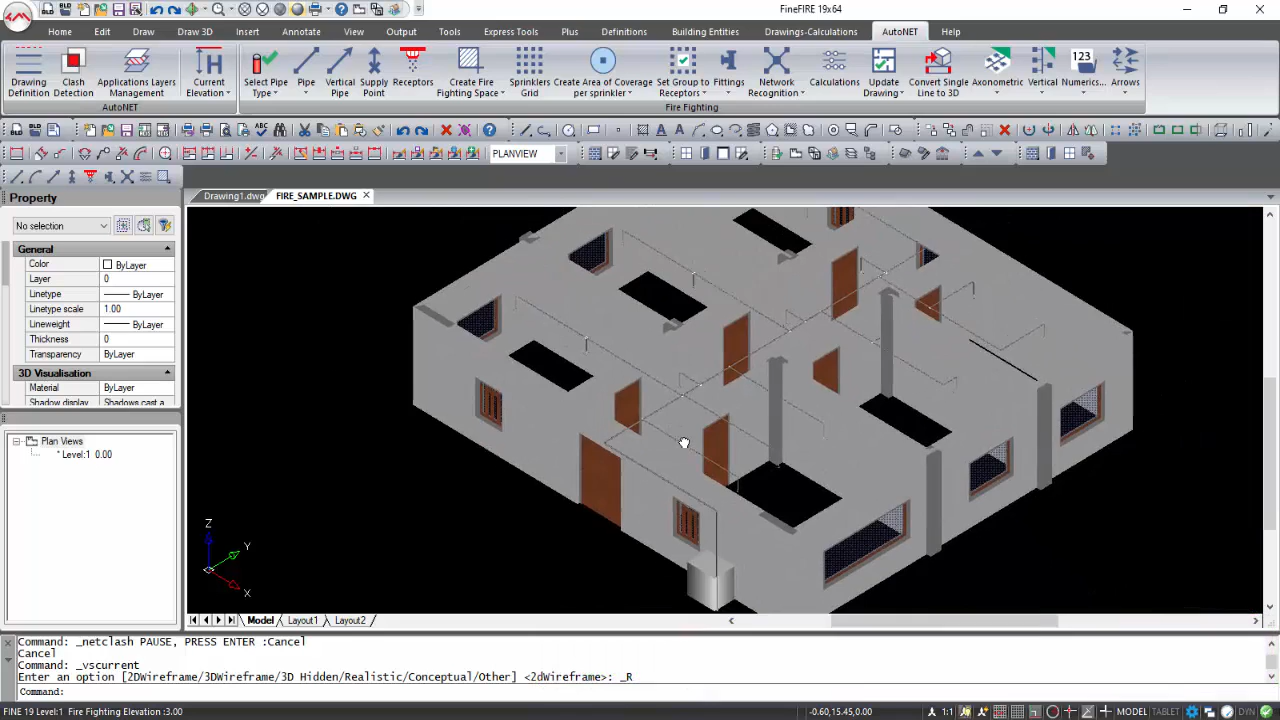 FineFIRE 19x64
Home Edit Draw Draw 3D Insert Annotate View Output Tools Express Tools Plus Definitions Building Entities Drawings-Calculations AutoNET Help
Drawing Definition
Clash Detection
Applications Layers Management
Current Elevation
Select Pipe Type
Pipe
Vertical Pipe
Supply Point
Receptors
Create Fire Fighting Space
Sprinklers Grid
Create Area of Coverage per sprinkler
Set Group to Receptors
Fittings
Network Recognition
Calculations
Update Drawing
Convert Single Line to 3D
Axonometric
Vertical
123
Numeric...
Arrows
AutoNET
Fire Fighting
PLANVIEW
Property
Drawing1.dwg FIRE_SAMPLE.DWG
No selection
General
Color ByLayer
Layer 0
Linetype ByLayer
Linetype scale 1.00
Lineweight ByLayer
Thickness 0
Transparency ByLayer
3D Visualisation
Material ByLayer
Shadow display Shadows cast a
Plan Views
* Level:1 0.00
Z
Y
X
Model Layout1 Layout2
Command: _netclash PAUSE, PRESS ENTER :Cancel
Cancel
Command: _vscurrent
Enter an option [2DWireframe/3DWireframe/3D Hidden/Realistic/Conceptual/Other] <2dWireframe>: _R
Command:
FINE 19 Level:1 Fire Fighting Elevation :3.00
-0.60,15.45,0.00
1:1
MODEL
TABLET
DYN